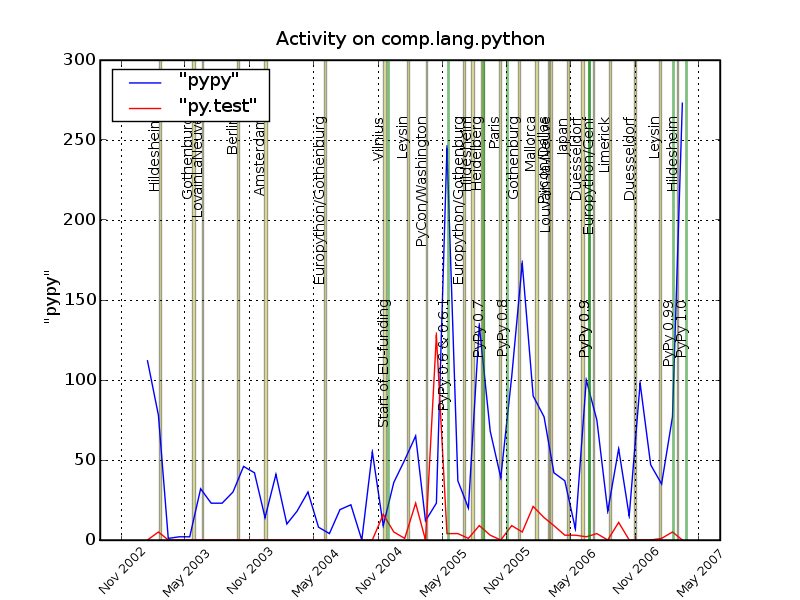 Activity on comp.lang.python
"pypy"
"py.test"
"pypy"
300
250
200
150
100
50
0
Hildesheim
Gothenburg
LovainLaNeuve
Berlin
Amsterdam
Europython/Gothenburg
Vilnius
Leysin
PyCon/Washington
Europython/Gothenburg
Hildesheim
Heidelberg
Paris
Gothenburg
Mallorca
Japan
Duesseldorf
Europython/Cenf
Limerick
Duesseldorf
Leysin
Hildesheim
Start of EU-funding
PyPy 0.6 & 0.6.1
PyPy 0.7
PyPy 0.8
PyPy 0.9
PyPy 0.99
PyPy 1.0
Nov 2002
May 2003
Nov 2003
May 2004
Nov 2004
May 2005
Nov 2005
May 2006
Nov 2006
May 2007